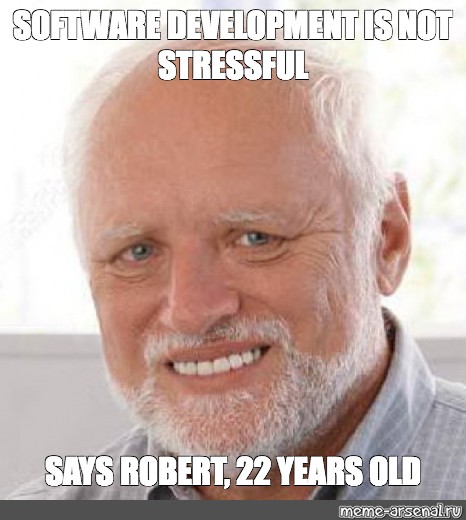 SOFTWARE DEVELOPMENT IS NOT
STRESSFUL
SAYS ROBERT, 22 YEARS OLD
meme-arsenal.ru